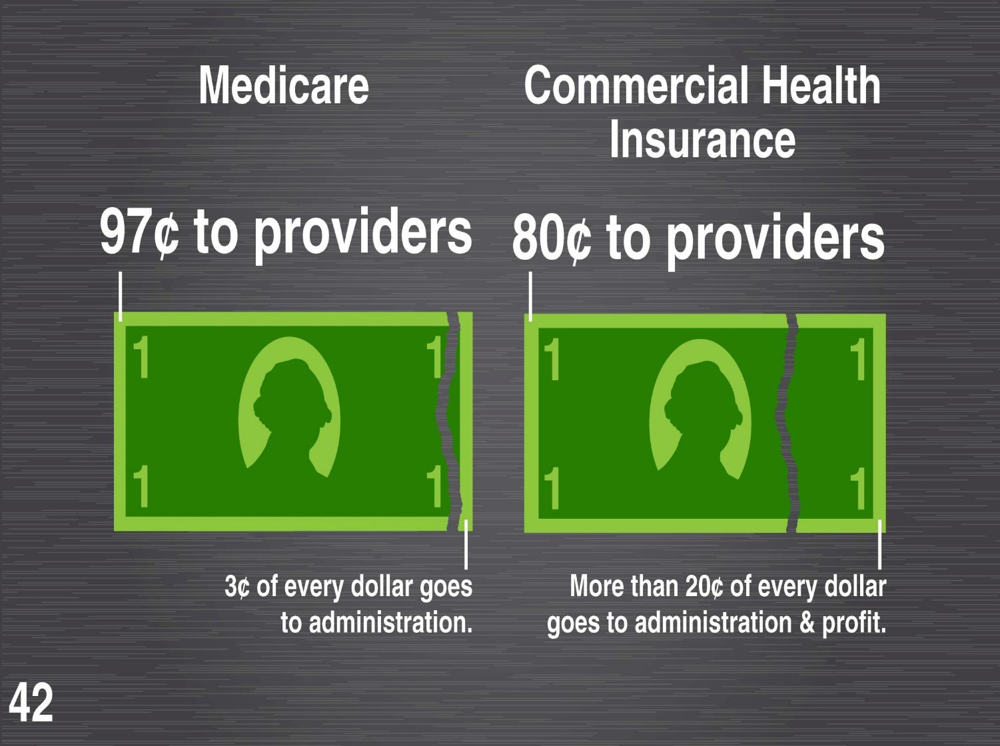 Medicare
Commercial Health
Insurance
97¢ to providers
80¢ to providers
1
1
1
1
1
1
1
1
3¢ of every dollar goes
to administration.
More than 20¢ of every dollar
goes to administration & profit.
42